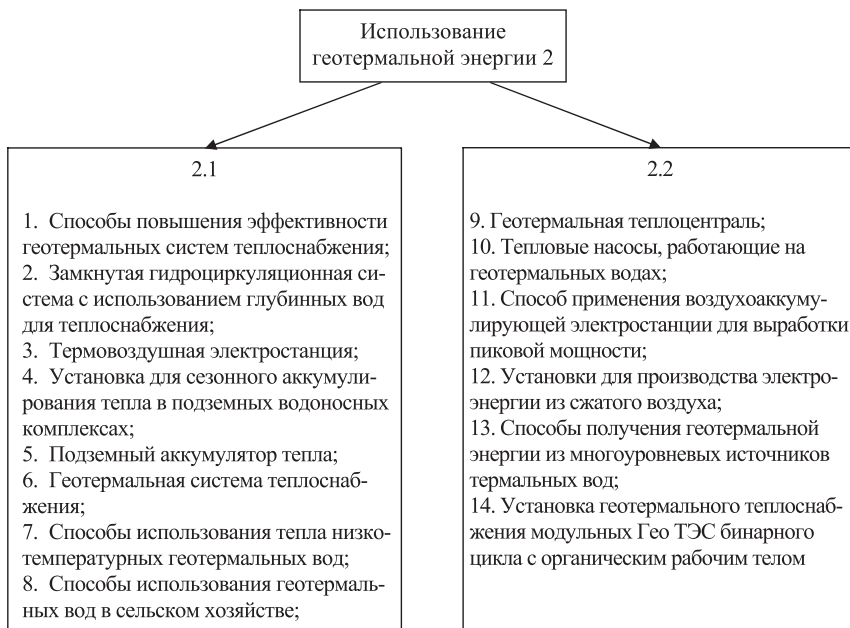 Использование
геотермальной энергии 2
2.1
1. Способы повышения эффективности
геотермальных систем теплоснабжения;
2. Замкнутая гидроциркуляционная си-
стема с использованием глубинных вод
для теплоснабжения;
3. Термовоздушная электростанция;
4. Установка для сезонного аккумули-
рования тепла в подземных водоносных
комплексах;
5. Подземный аккумулятор тепла;
6. Геотермальная система теплоснаб-
жения;
7. Способы использования тепла низко-
температурных геотермальных вод;
8. Способы использования геотермаль-
ных вод в сельском хозяйстве;
2.2
9. Геотермальная теплоцентраль;
10. Тепловые насосы, работающие на
геотермальных водах;
11. Способ применения воздухоаккуму-
лирующей электростанции для выработки
пиковой мощности;
12. Установки для производства электро-
энергии из сжатого воздуха;
13. Способы получения геотермальной
энергии из многоуровневых источников
термальных вод;
14. Установка геотермального теплоснаб-
жения модульных Гео ТЭС бинарного
цикла с органическим рабочим телом